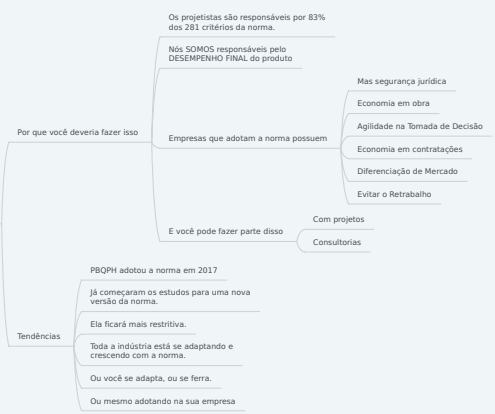 Os projetistas são responsáveis por 83%
dos 281 critérios da norma.
Nós SOMOS responsáveis pelo
DESEMPENHO FINAL do produto
Mas segurança jurídica
Economia em obra
Por que você deveria fazer isso
Empresas que adotam a norma possuem
Agilidade na Tomada de Decisão
Economia em contratações
Diferenciação de Mercado
Evitar o Retrabalho
E você pode fazer parte disso
Com projetos
Consultorias
PBQPH adotou a norma em 2017
Já começaram os estudos para uma nova
versão da norma.
Ela ficará mais restritiva.
Tendências
Toda a indústria está se adaptando e
crescendo com a norma.
Ou você se adapta, ou se ferra.
Ou mesmo adotando na sua empresa